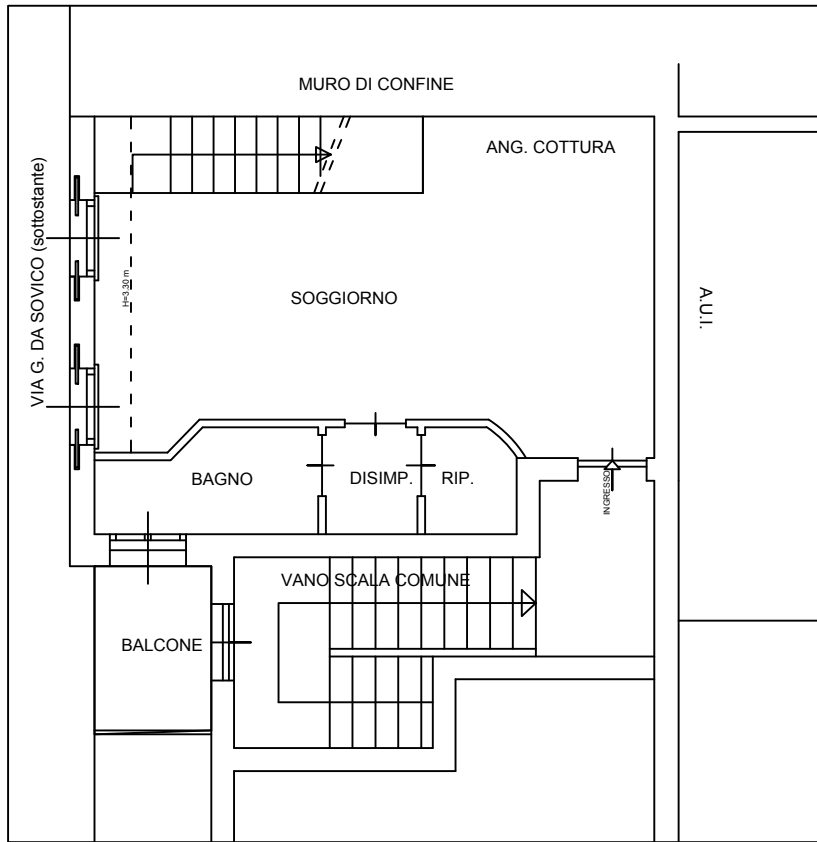 MURO DI CONFINE
ANG. COTTURA
VIA G. DA SOVICO (sottostante)
H=3.30 m
SOGGIORNO
A.U.I.
BAGNO
DISIMP.
RIP.
INGRESSO
VANO SCALA COMUNE
BALCONE